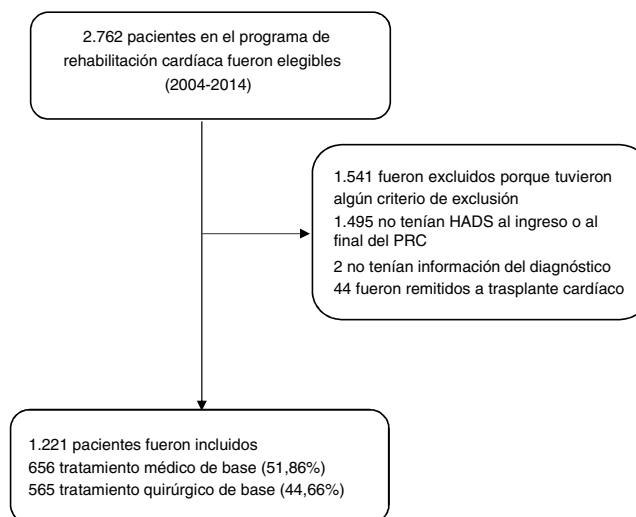 2.762 pacientes en el programa de
rehabilitación cardíaca fueron elegibles
(2004-2014)
1.541 fueron excluidos porque tuvieron
algún criterio de exclusión
1.495 no tenían HADS al ingreso o al
final del PRC
2 no tenían información del diagnóstico
44 fueron remitidos a trasplante cardíaco
1.221 pacientes fueron incluidos
656 tratamiento médico de base (51,86%)
565 tratamiento quirúrgico de base (44,66%)